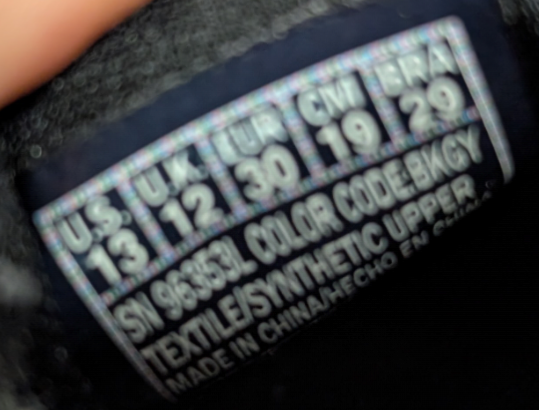 U.S. U.K. EUR CM BRA
13 12 30 19 29
SN 96353L COLOR CODE:BKGY
TEXTILE/SYNTHETIC UPPER
MADE IN CHINA/HECHO EN CHINA